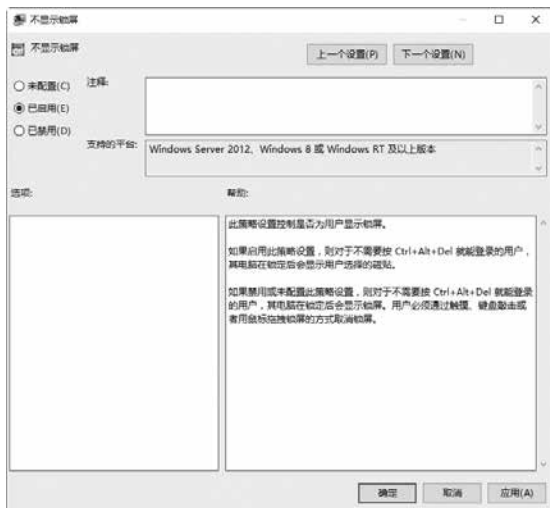 不显示锁屏
不显示锁屏
上一个设置(P)
下一个设置(N)
未配置(C)
注释:
已启用(E)
已禁用(D)
支持的平台:
Windows Server 2012、Windows 8 或 Windows RT 及以上版本
选项:
帮助:
此策略设置控制是否为用户显示锁屏。
如果启用此策略设置，则对于不需要按 Ctrl+Alt+Del 就能登录的用户，
其电脑在锁定后会显示用户选择的磁贴。
如果禁用或未配置此策略设置，则对于不需要按 Ctrl+Alt+Del 就能登录
的用户，其电脑在锁定后会显示锁屏。用户必须通过触摸、键盘敲击或
者用鼠标拖拽锁屏的方式取消锁屏。
确定
取消
应用(A)